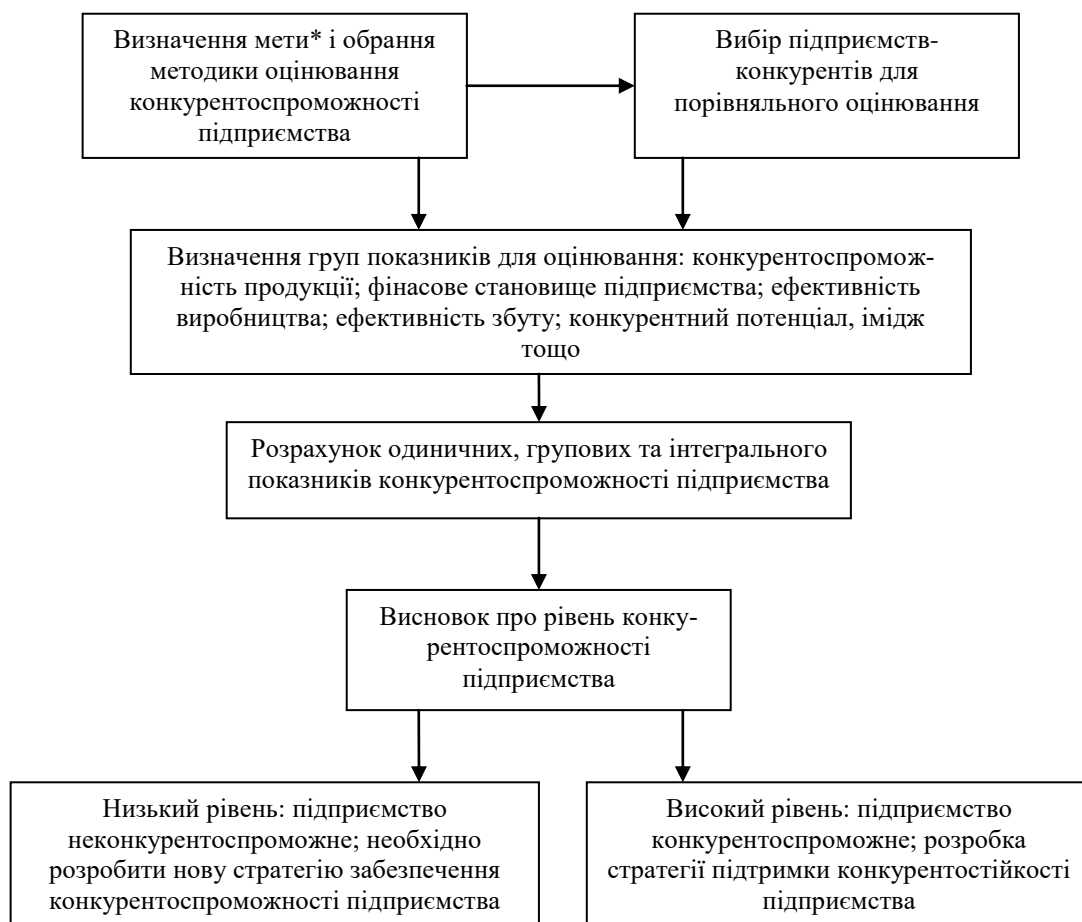 Визначення мети* і обрання
методики оцінювання
конкурентоспроможності
підприємства
Вибір підприємств-
конкурентів для
порівняльного оцінювання
Визначення груп показників для оцінювання: конкурентоспромож-
ність продукції; фінасове становище підприємства; ефективність
виробництва; ефективність збуту; конкурентний потенціал, імідж
тощо
Розрахунок одиничних, групових та інтегрального
показників конкурентоспроможності підприємства
Висновок про рівень конку-
рентоспроможності
підприємства
Низький рівень: підприємство
неконкурентоспроможне; необхідно
розробити нову стратегію забезпечення
конкурентоспроможності підприємства
Високий рівень: підприємство
конкурентоспроможне; розробка
стратегії підтримки конкурентостійкості
підприємства